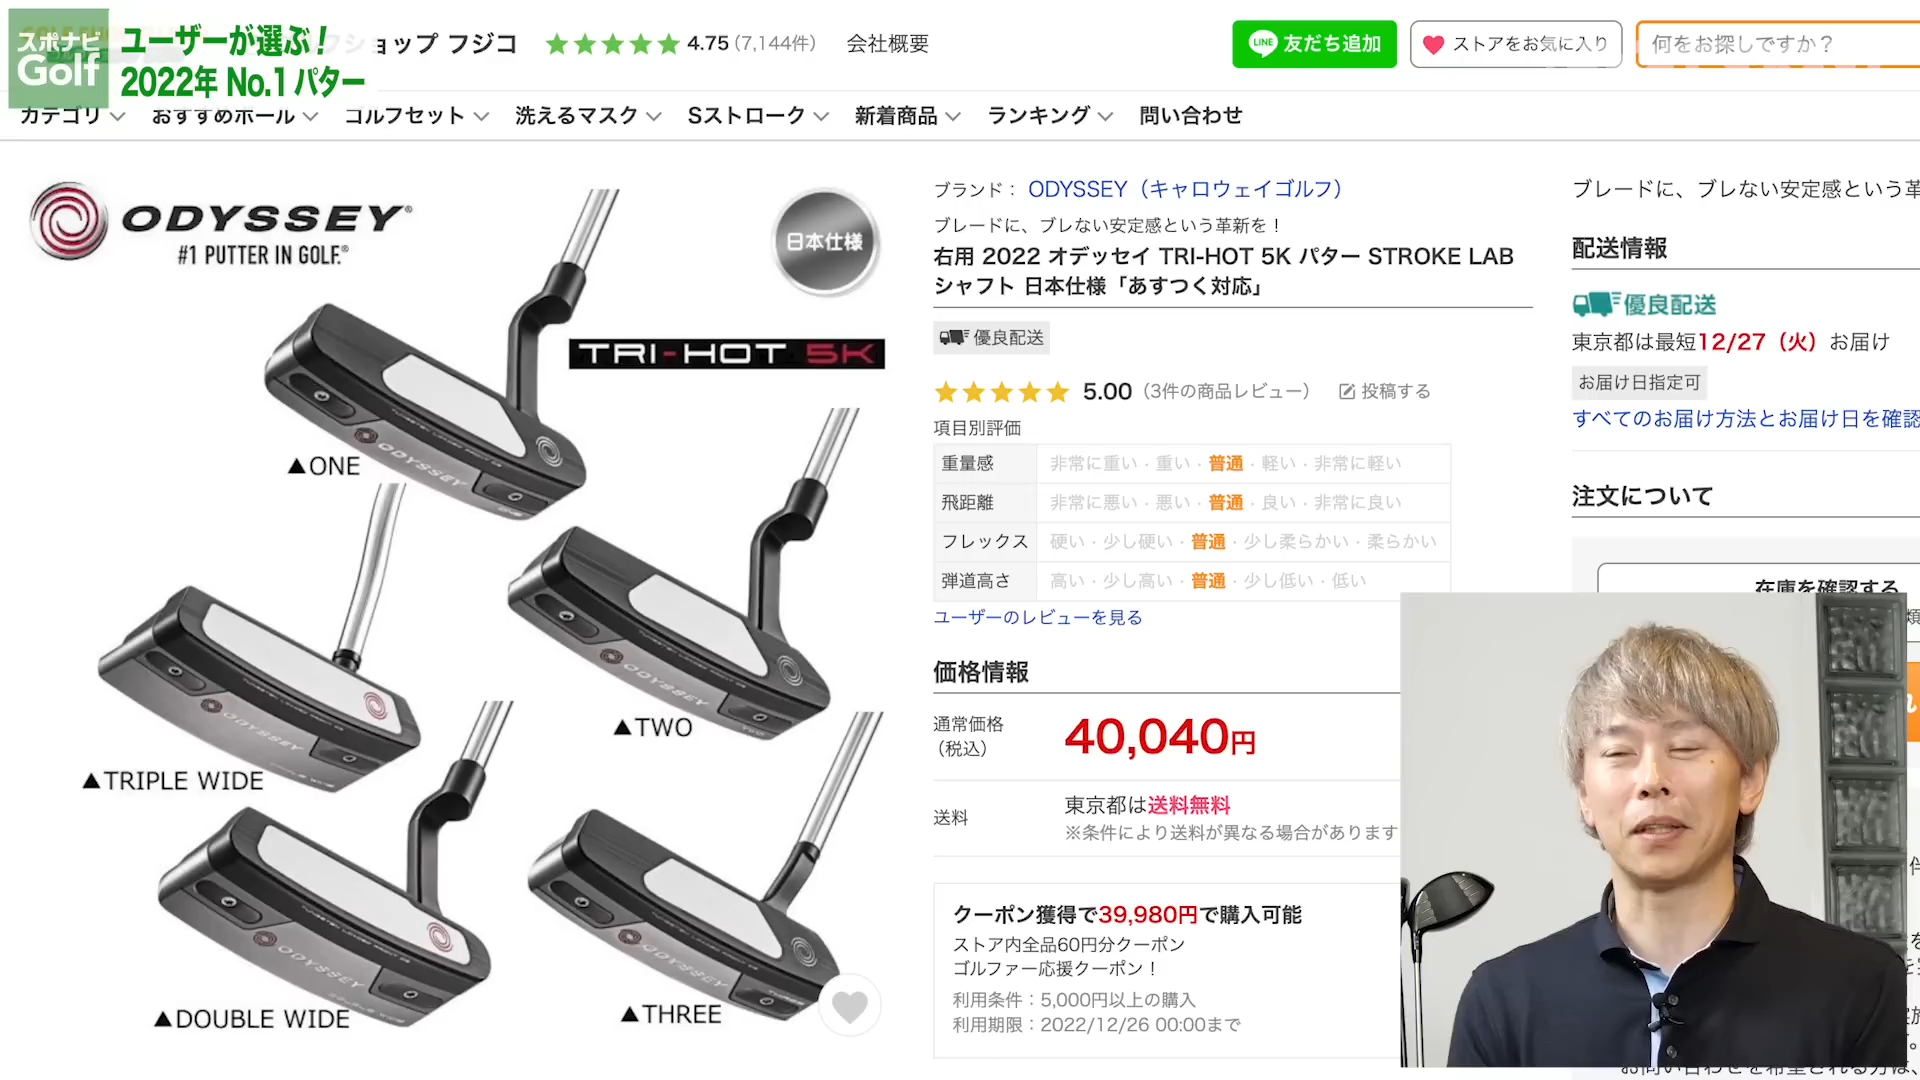 スポナビ
Golf
ユーザーが選ぶ!
2022年 No.1 パター
ョップ フジコ
4.75 (7,144件)
会社概要
LINE 友だち追加
ストアをお気に入り
何をお探しですか？
カテゴリ
おすすめボール
ゴルフセット
洗えるマスク
Sストローク
新着商品
ランキング
問い合わせ
ODYSSEY
#1 PUTTER IN GOLF.
日本仕様
TRI-HOT 5K
▲ONE
▲TWO
▲TRIPLE WIDE
▲DOUBLE WIDE
▲THREE
ブランド： ODYSSEY（キャロウェイゴルフ）
ブレードに、ブレない安定感という革新を！
右用 2022 オデッセイ TRI-HOT 5K パター STROKE LAB
シャフト 日本仕様「あすつく対応」
優良配送
5.00 （3件の商品レビュー） 投稿する
項目別評価
重量感 非常に重い · 重い · 普通 · 軽い · 非常に軽い
飛距離 非常に悪い · 悪い · 普通 · 良い · 非常に良い
フレックス 硬い · 少し硬い · 普通 · 少し柔らかい · 柔らかい
弾道高さ 高い · 少し高い · 普通 · 少し低い · 低い
ユーザーのレビューを見る
価格情報
通常価格
（税込）
40,040円
送料
東京都は送料無料
※条件により送料が異なる場合があります
クーポン獲得で39,980円で購入可能
ストア内全品60円分クーポン
ゴルファー応援クーポン！
利用条件：5,000円以上の購入
利用期限：2022/12/26 00:00まで
ブレードに、ブレない安定感という革
配送情報
優良配送
東京都は最短12/27（火）お届け
お届け日指定可
すべてのお届け方法とお届け日を確認
注文について
在庫を確認する